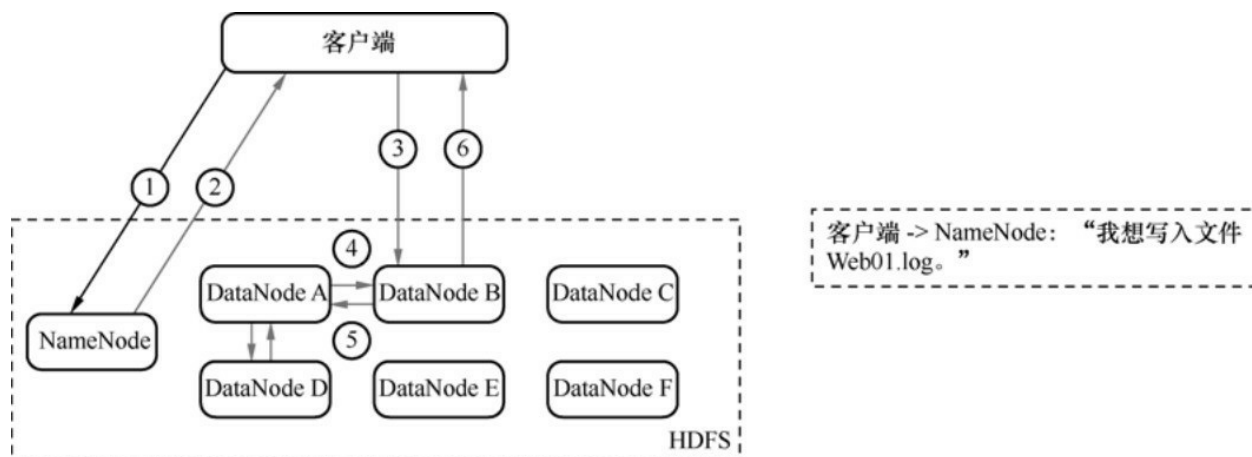 客户端
1
2
3
6
4
DataNode A
DataNode B
DataNode C
NameNode
5
DataNode D
DataNode E
DataNode F
HDFS
客户端 -> NameNode: “我想写入文件
Web01.log。”